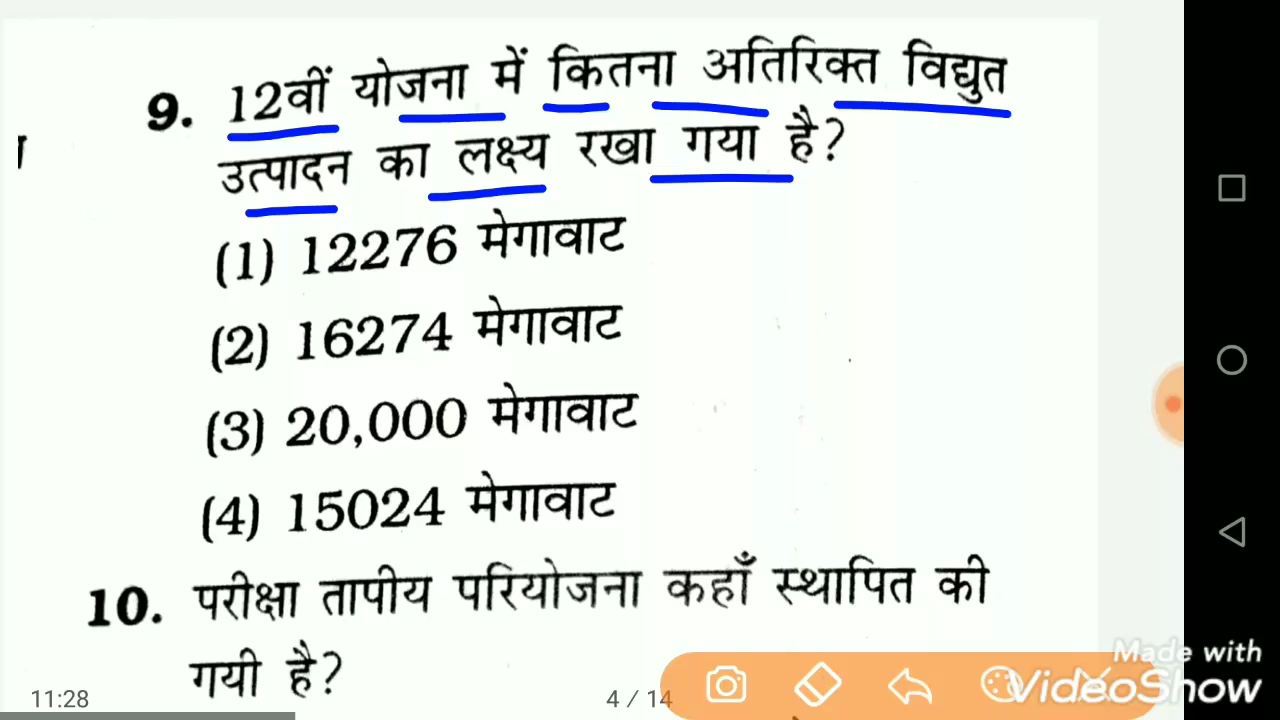 9. 12वीं योजना में कितना अतिरिक्त विद्युत
उत्पादन का लक्ष्य रखा गया है?
(1) 12276 मेगावाट
(2) 16274 मेगावाट
(3) 20,000 मेगावाट
(4) 15024 मेगावाट
10. परीक्षा तापीय परियोजना कहाँ स्थापित की
गयी है?
11:28
4 / 14
Made with
VideoShow